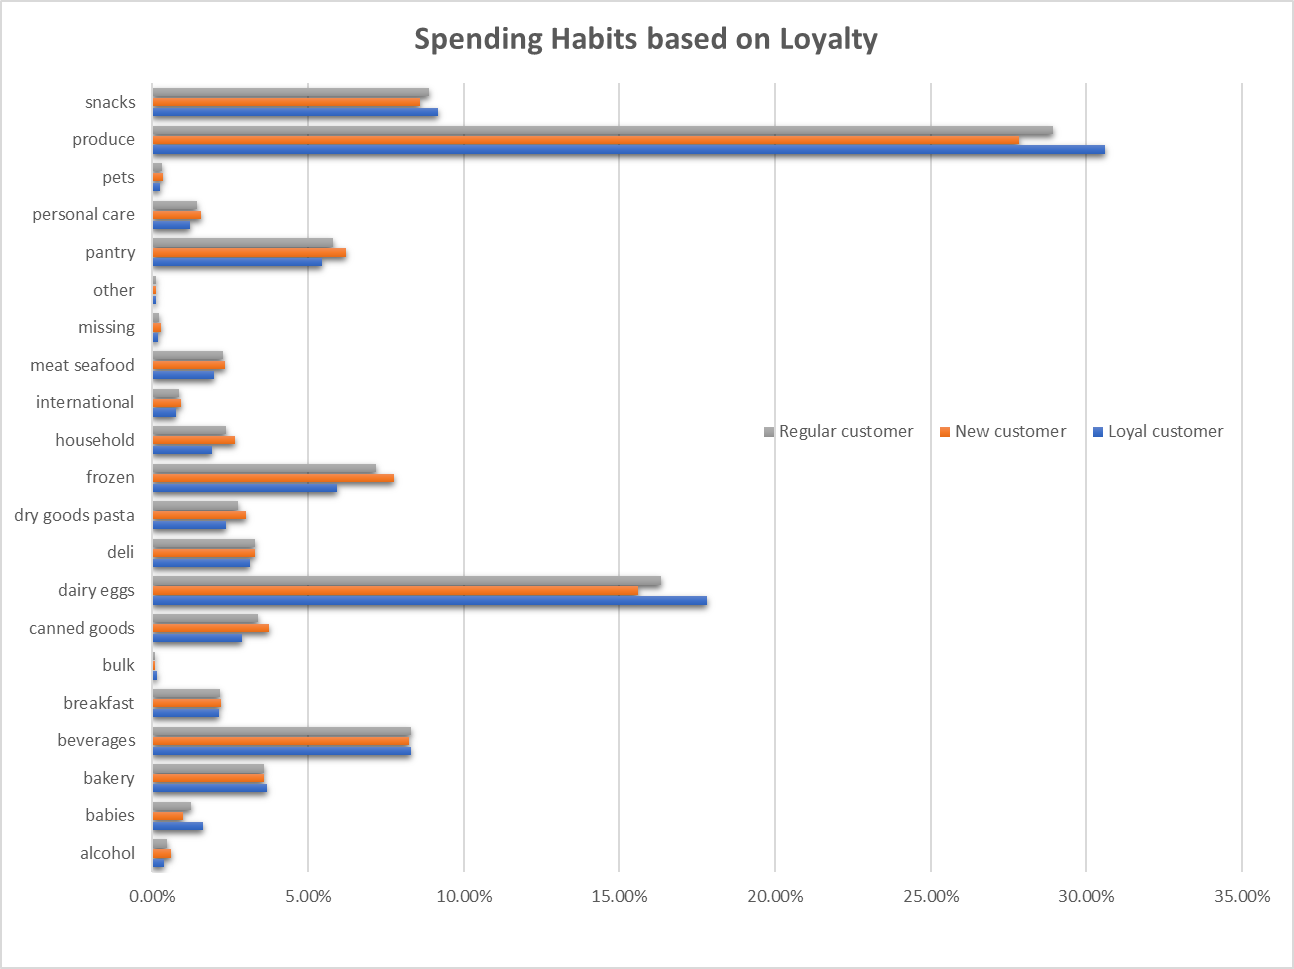 Spending Habits based on Loyalty
snacks
produce
pets
personal care
pantry
other
missing
meat seafood
international
household
frozen
dry goods pasta
deli
dairy eggs
canned goods
bulk
breakfast
beverages
bakery
babies
alcohol
Regular customer New customer Loyal customer
0.00% 5.00% 10.00% 15.00% 20.00% 25.00% 30.00% 35.00%